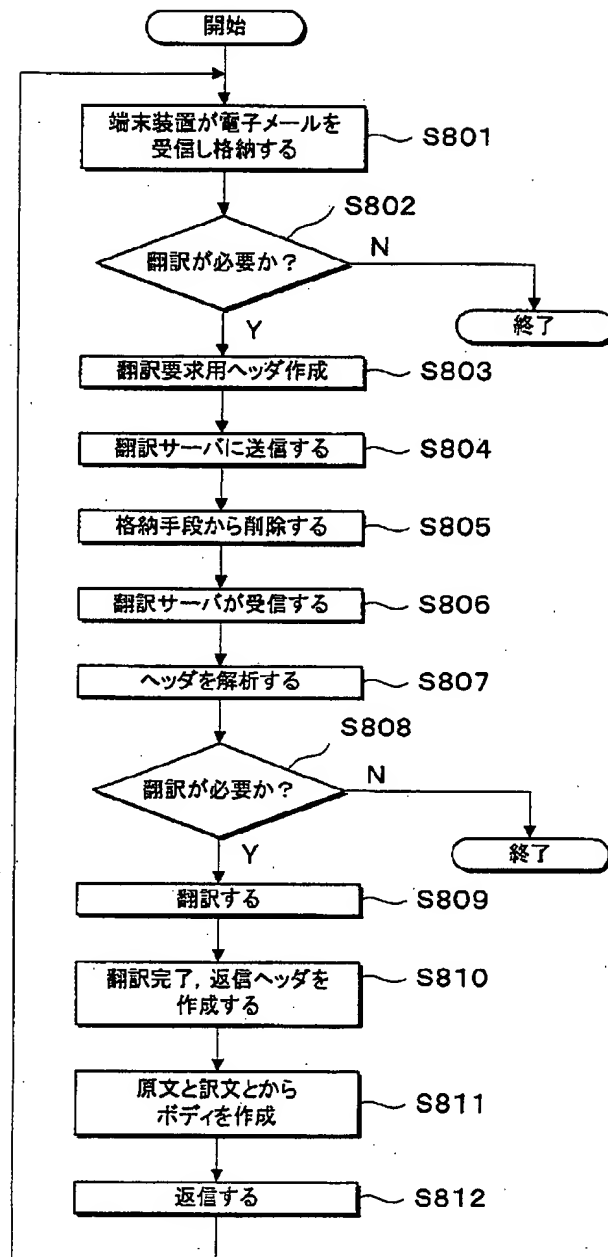 開始
端末装置が電子メールを
受信し格納する
S801
S802
翻訳が必要か？
N
終了
Y
翻訳要求用ヘッダ作成
S803
翻訳サーバに送信する
S804
格納手段から削除する
S805
翻訳サーバが受信する
S806
ヘッダを解析する
S807
S808
翻訳が必要か？
N
終了
Y
翻訳する
S809
翻訳完了，返信ヘッダを
作成する
S810
原文と訳文とから
ボディを作成
S811
返信する
S812